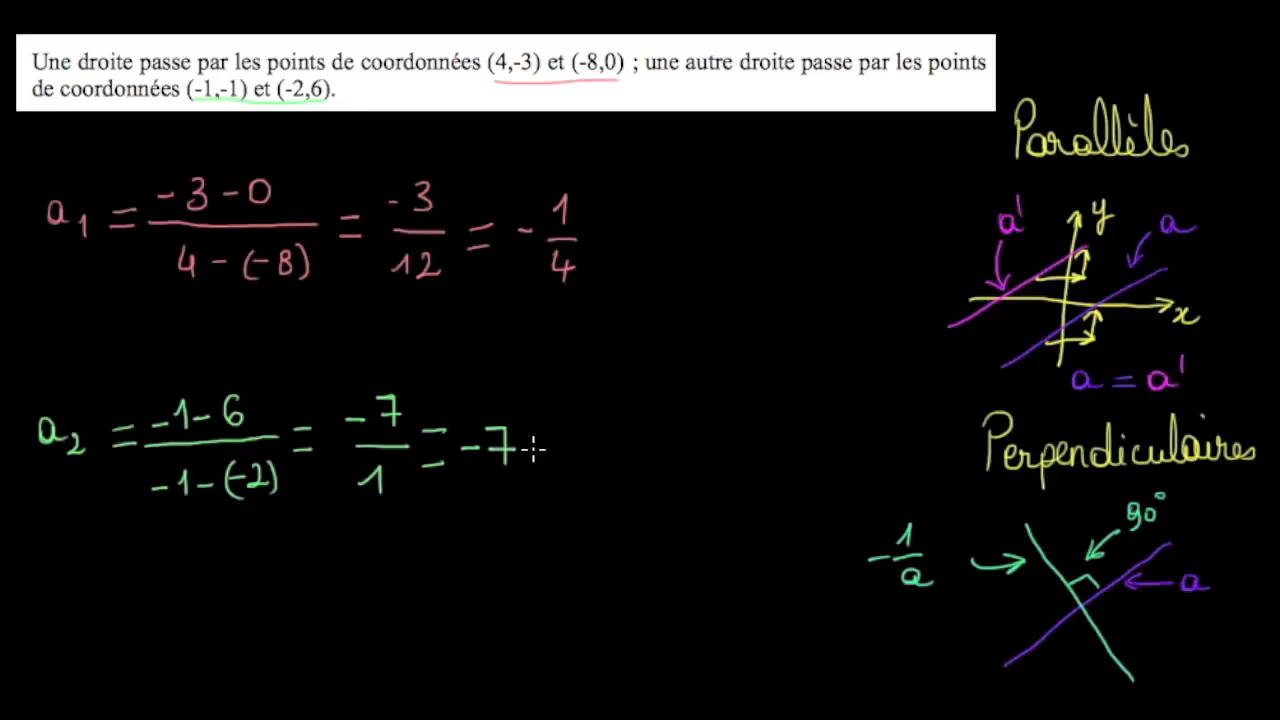 Une droite passe par les points de coordonnées (4,-3) et (-8,0) ; une autre droite passe par les points
de coordonnées (-1,-1) et (-2,6).
Parallèles
a₁ = (-3-0)/(4-(-8)) = -3/12 = -1/4
a' y a
x
a = a'
a₂ = (-1-6)/(-1-(-2)) = -7/1 = -7
Perpendiculaires
90°
-1/a
a